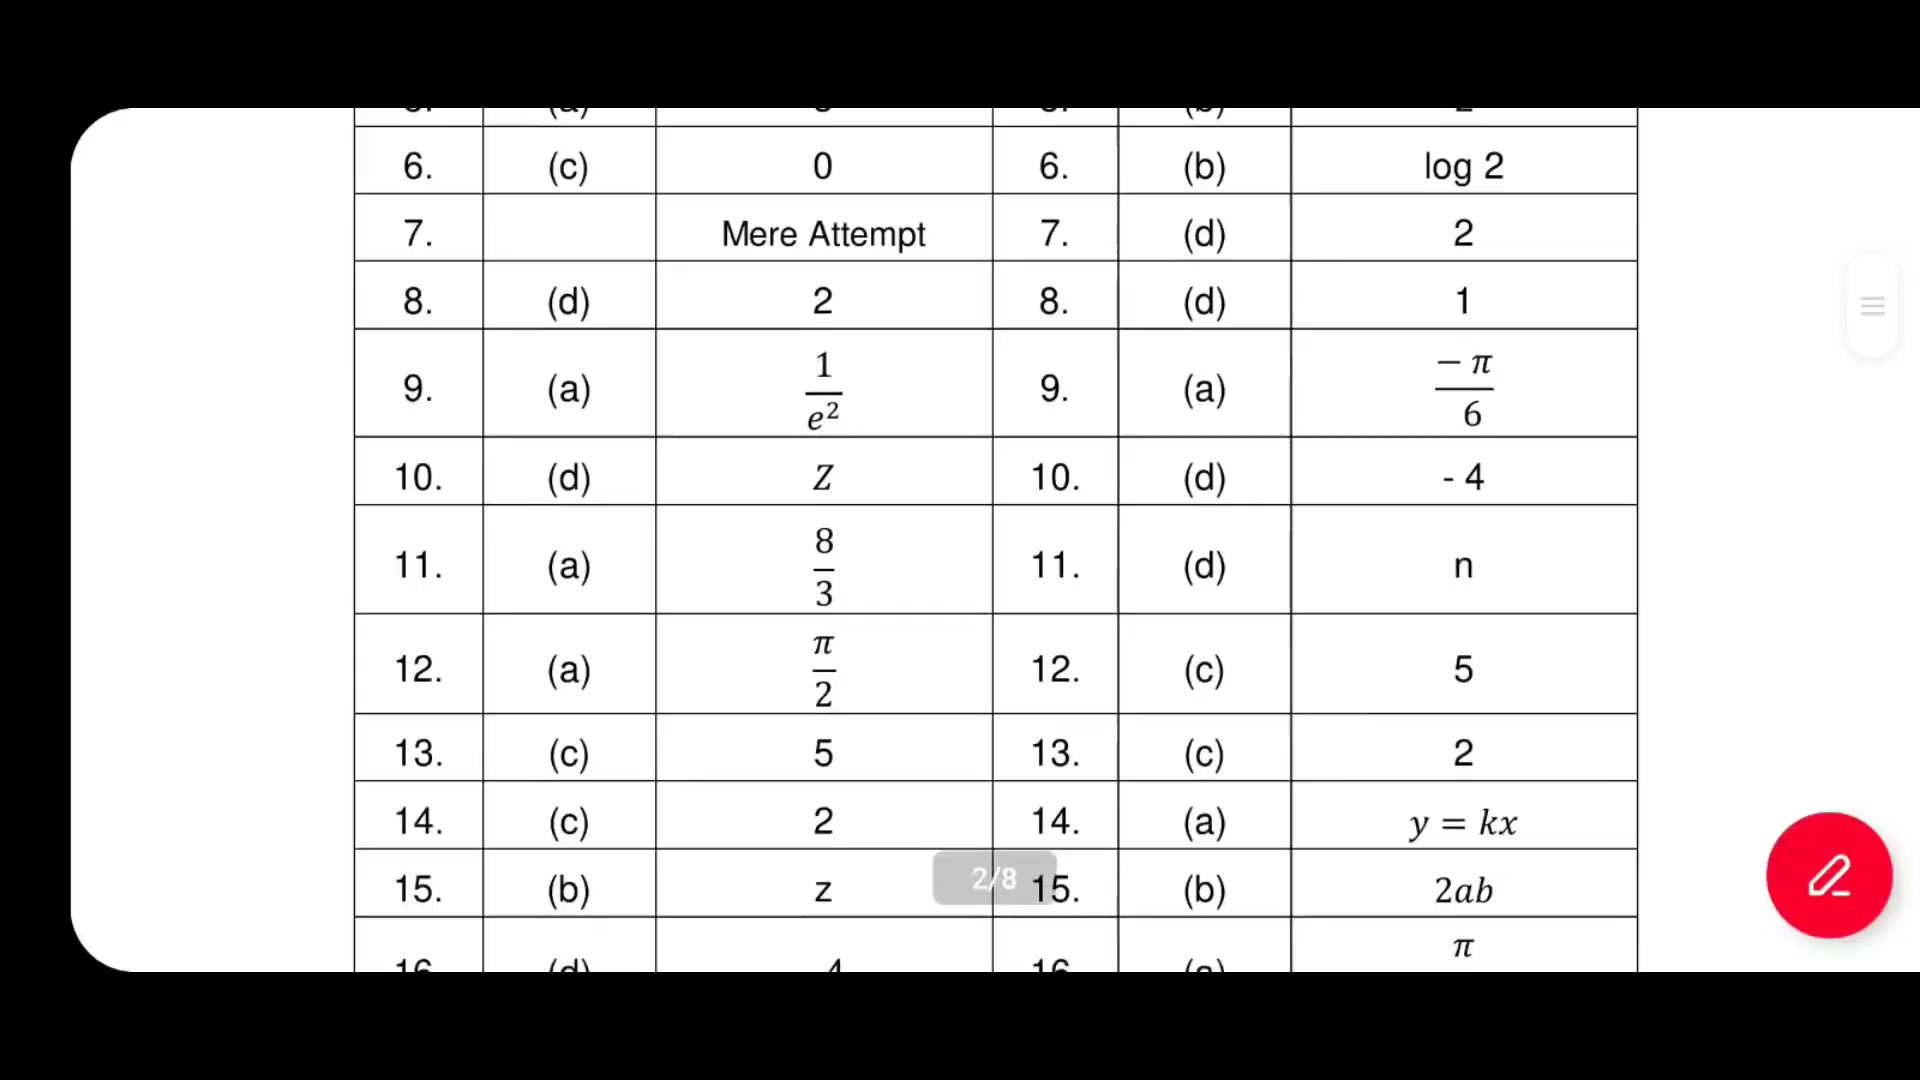 6. (c) 0 6. (b) log 2
7. Mere Attempt 7. (d) 2
8. (d) 2 8. (d) 1
9. (a) 1/e² 9. (a) −π/6
10. (d) Z 10. (d) - 4
11. (a) 8/3 11. (d) n
12. (a) π/2 12. (c) 5
13. (c) 5 13. (c) 2
14. (c) 2 14. (a) y = kx
15. (b) z 15. (b) 2ab
2/8
π